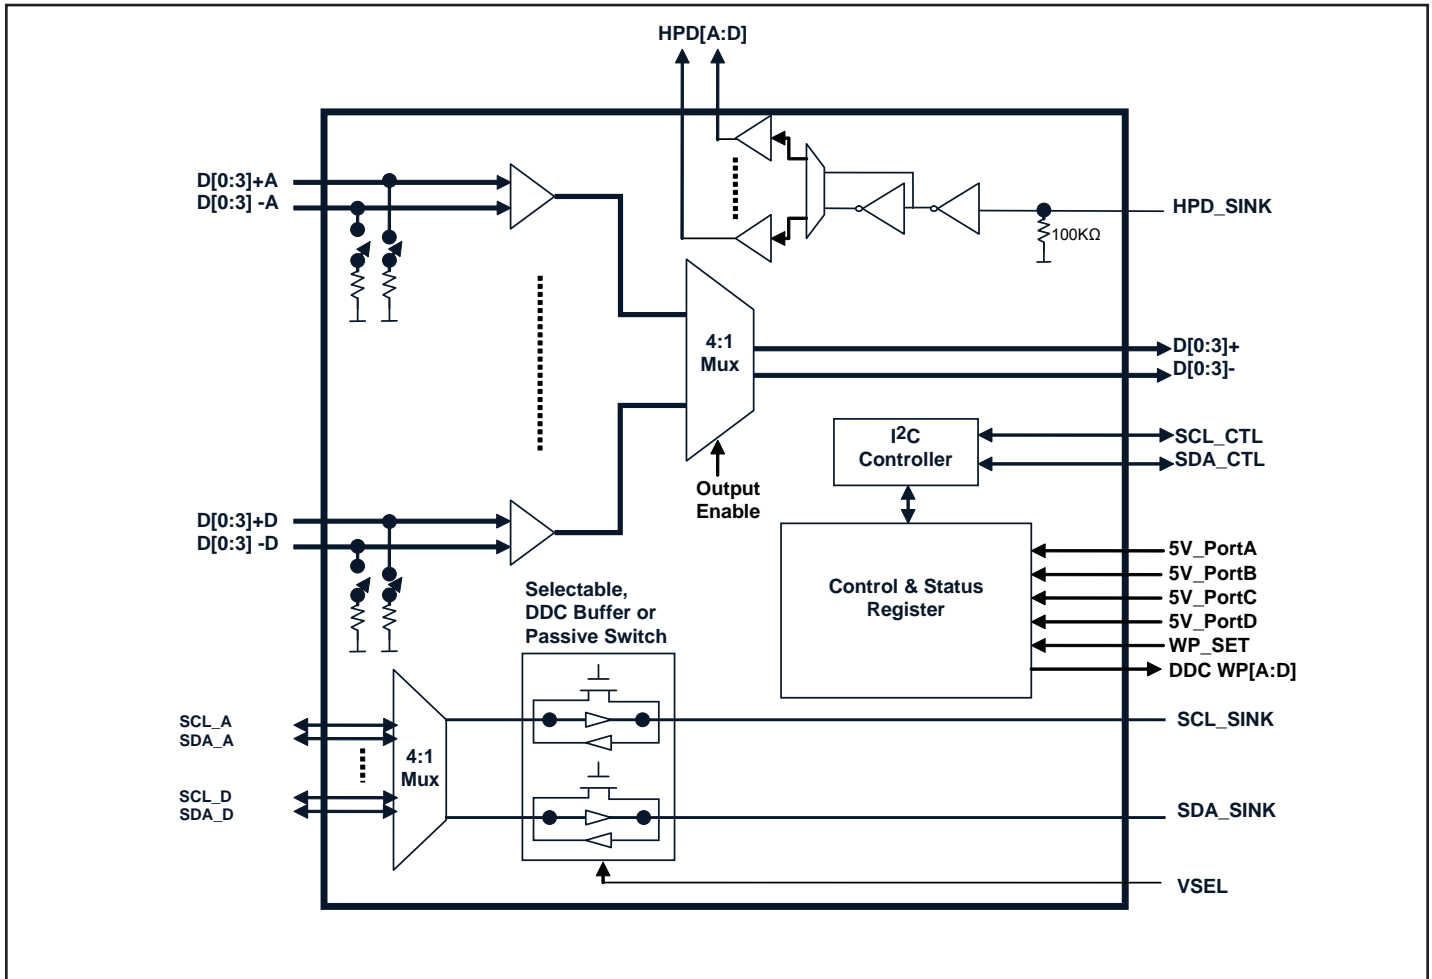 HPD[A:D]
D[0:3]+A
D[0:3] -A
HPD_SINK
100KΩ
4:1
Mux
D[0:3]+
D[0:3]-
I2C
Controller
SCL_CTL
SDA_CTL
Output
Enable
D[0:3]+D
D[0:3] -D
Control & Status
Register
5V_PortA
5V_PortB
5V_PortC
5V_PortD
WP_SET
DDC WP[A:D]
Selectable,
DDC Buffer or
Passive Switch
SCL_A
SDA_A
4:1
Mux
SCL_D
SDA_D
SCL_SINK
SDA_SINK
VSEL